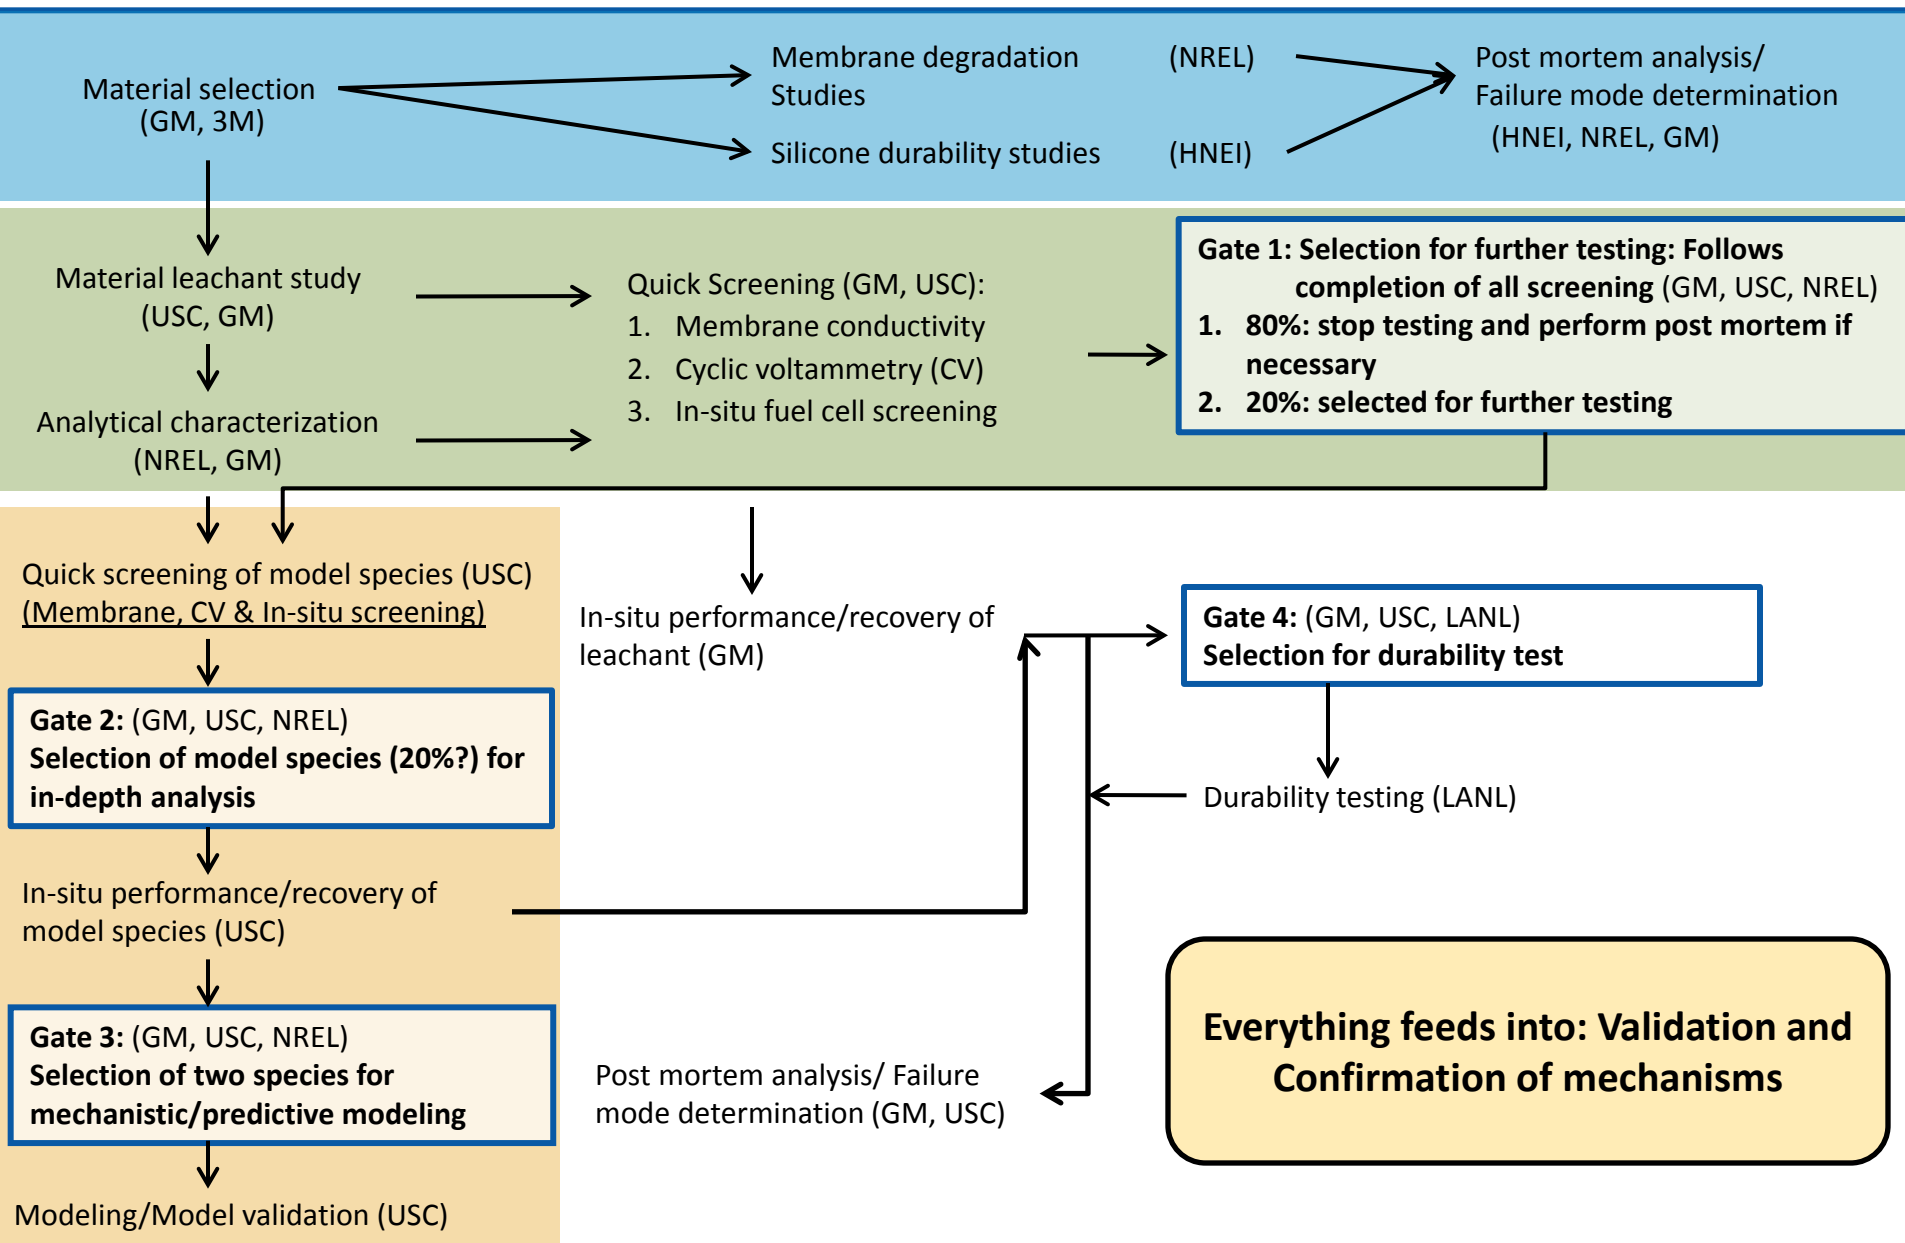 Material selection
(GM, 3M)
Membrane degradation
Studies
(NREL)
Silicone durability studies
(HNEI)
Post mortem analysis/
Failure mode determination
(HNEI, NREL, GM)
Material leachant study
(USC, GM)
Analytical characterization
(NREL, GM)
Quick Screening (GM, USC):
1. Membrane conductivity
2. Cyclic voltammetry (CV)
3. In-situ fuel cell screening
Gate 1: Selection for further testing: Follows
completion of all screening (GM, USC, NREL)
1. 80%: stop testing and perform post mortem if
necessary
2. 20%: selected for further testing
Quick screening of model species (USC)
(Membrane, CV & In-situ screening)
Gate 2: (GM, USC, NREL)
Selection of model species (20%?) for
in-depth analysis
In-situ performance/recovery of
model species (USC)
Gate 3: (GM, USC, NREL)
Selection of two species for
mechanistic/predictive modeling
Modeling/Model validation (USC)
In-situ performance/recovery of
leachant (GM)
Gate 4: (GM, USC, LANL)
Selection for durability test
Durability testing (LANL)
Post mortem analysis/ Failure
mode determination (GM, USC)
Everything feeds into: Validation and
Confirmation of mechanisms